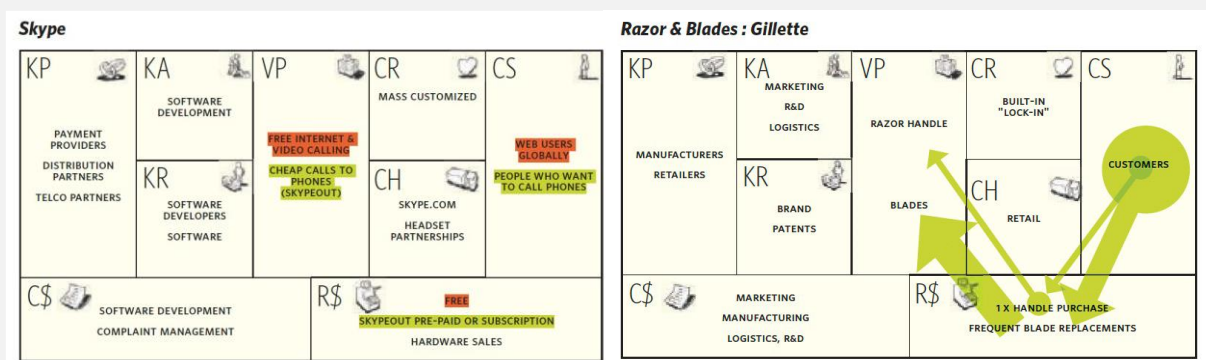 Skype
KP
PAYMENT
PROVIDERS
DISTRIBUTION
PARTNERS
TELCO PARTNERS
KA
SOFTWARE
DEVELOPMENT
KR
SOFTWARE
DEVELOPERS
SOFTWARE
VP
FREE INTERNET &
VIDEO CALLING
CHEAP CALLS TO
PHONES
(SKYPEOUT)
CR
MASS CUSTOMIZED
CH
SKYPE.COM
HEADSET
PARTNERSHIPS
CS
WEB USERS
GLOBALLY
PEOPLE WHO WANT
TO CALL PHONES
C$
SOFTWARE DEVELOPMENT
COMPLAINT MANAGEMENT
R$
FREE
SKYPEOUT PRE-PAID OR SUBSCRIPTION
HARDWARE SALES
Razor & Blades : Gillette
KP
MANUFACTURERS
RETAILERS
KA
MARKETING
R&D
LOGISTICS
KR
BRAND
PATENTS
VP
RAZOR HANDLE
BLADES
CR
BUILT-IN
"LOCK-IN"
CH
RETAIL
CS
CUSTOMERS
C$
MARKETING
MANUFACTURING
LOGISTICS, R&D
R$
1 X HANDLE PURCHASE
FREQUENT BLADE REPLACEMENTS